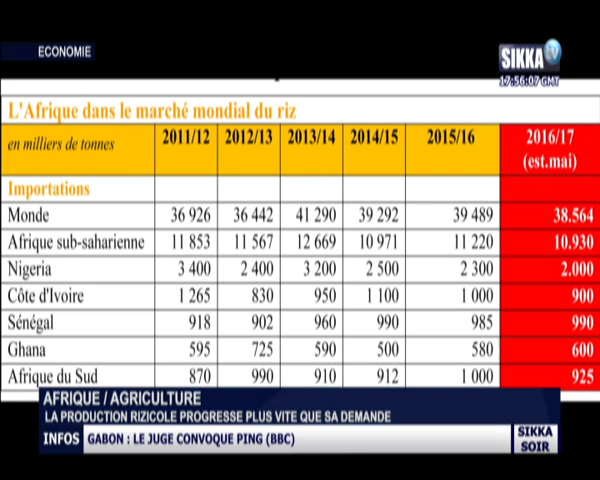 ECONOMIE
SIKKA TV
17:56:07 GMT
L'Afrique dans le marché mondial du riz
en milliers de tonnes 2011/12 2012/13 2013/14 2014/15 2015/16 2016/17 (est.mai)
Importations
Monde 36 926 36 442 41 290 39 292 39 489 38.564
Afrique sub-saharienne 11 853 11 567 12 669 10 971 11 220 10.930
Nigeria 3 400 2 400 3 200 2 500 2 300 2.000
Côte d'Ivoire 1 265 830 950 1 100 1 000 900
Sénégal 918 902 960 990 985 990
Ghana 595 725 590 500 580 600
Afrique du Sud 870 990 910 912 1 000 925
AFRIQUE / AGRICULTURE
LA PRODUCTION RIZICOLE PROGRESSE PLUS VITE QUE SA DEMANDE
INFOS GABON : LE JUGE CONVOQUE PING (BBC)
SIKKA
SOIR